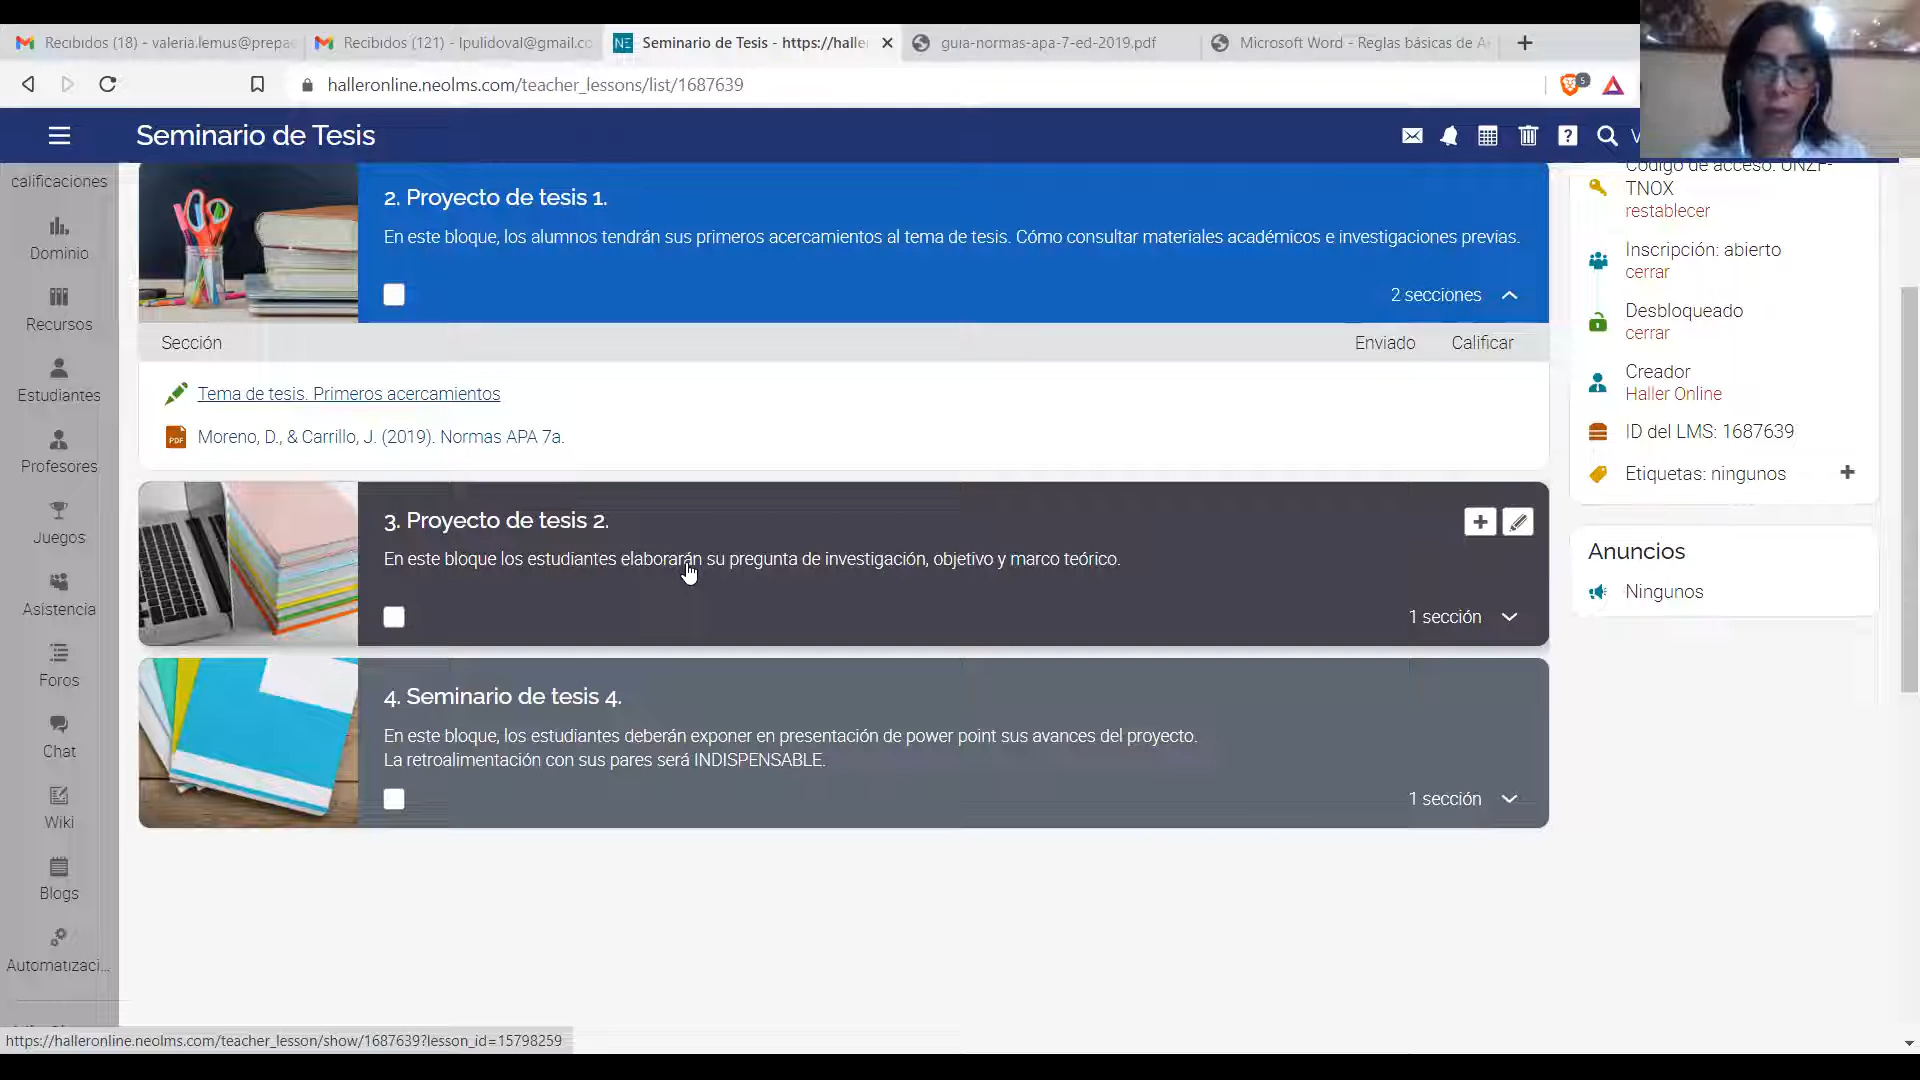 Recibidos (18) - valeria.lemus@prepae
Recibidos (121) - lpulidoval@gmail.co
Seminario de Tesis - https://halle
guia-normas-apa-7-ed-2019.pdf
Microsoft Word - Reglas básicas de A
halleronline.neolms.com/teacher_lessons/list/1687639
5
Seminario de Tesis
V
calificaciones
Dominio
Recursos
Estudiantes
Profesores
Juegos
Asistencia
Foros
Chat
Wiki
Blogs
Automatizaci...
2. Proyecto de tesis 1.
En este bloque, los alumnos tendrán sus primeros acercamientos al tema de tesis. Cómo consultar materiales académicos e investigaciones previas.
2 secciones
Sección
Enviado
Calificar
Tema de tesis. Primeros acercamientos
PDF
Moreno, D., & Carrillo, J. (2019). Normas APA 7a.
3. Proyecto de tesis 2.
En este bloque los estudiantes elaborarán su pregunta de investigación, objetivo y marco teórico.
1 sección
4. Seminario de tesis 4.
En este bloque, los estudiantes deberán exponer en presentación de power point sus avances del proyecto.
La retroalimentación con sus pares será INDISPENSABLE.
1 sección
Código de acceso: UNZF-
TNOX
restablecer
Inscripción: abierto
cerrar
Desbloqueado
cerrar
Creador
Haller Online
ID del LMS: 1687639
Etiquetas: ningunos
Anuncios
Ningunos
https://halleronline.neolms.com/teacher_lesson/show/1687639?lesson_id=15798259